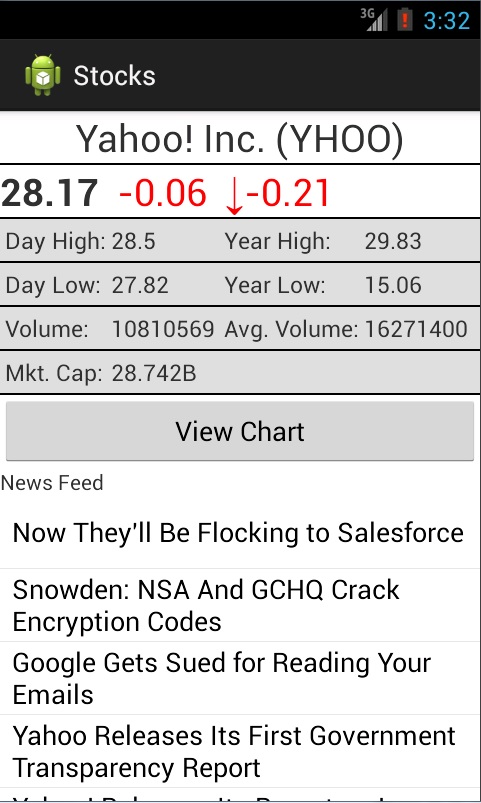 3G 3:32
Stocks
Yahoo! Inc. (YHOO)
28.17 -0.06 ↓-0.21
Day High: 28.5 Year High: 29.83
Day Low: 27.82 Year Low: 15.06
Volume: 10810569 Avg. Volume: 16271400
Mkt. Cap: 28.742B
View Chart
News Feed
Now They'll Be Flocking to Salesforce
Snowden: NSA And GCHQ Crack
Encryption Codes
Google Gets Sued for Reading Your
Emails
Yahoo Releases Its First Government
Transparency Report